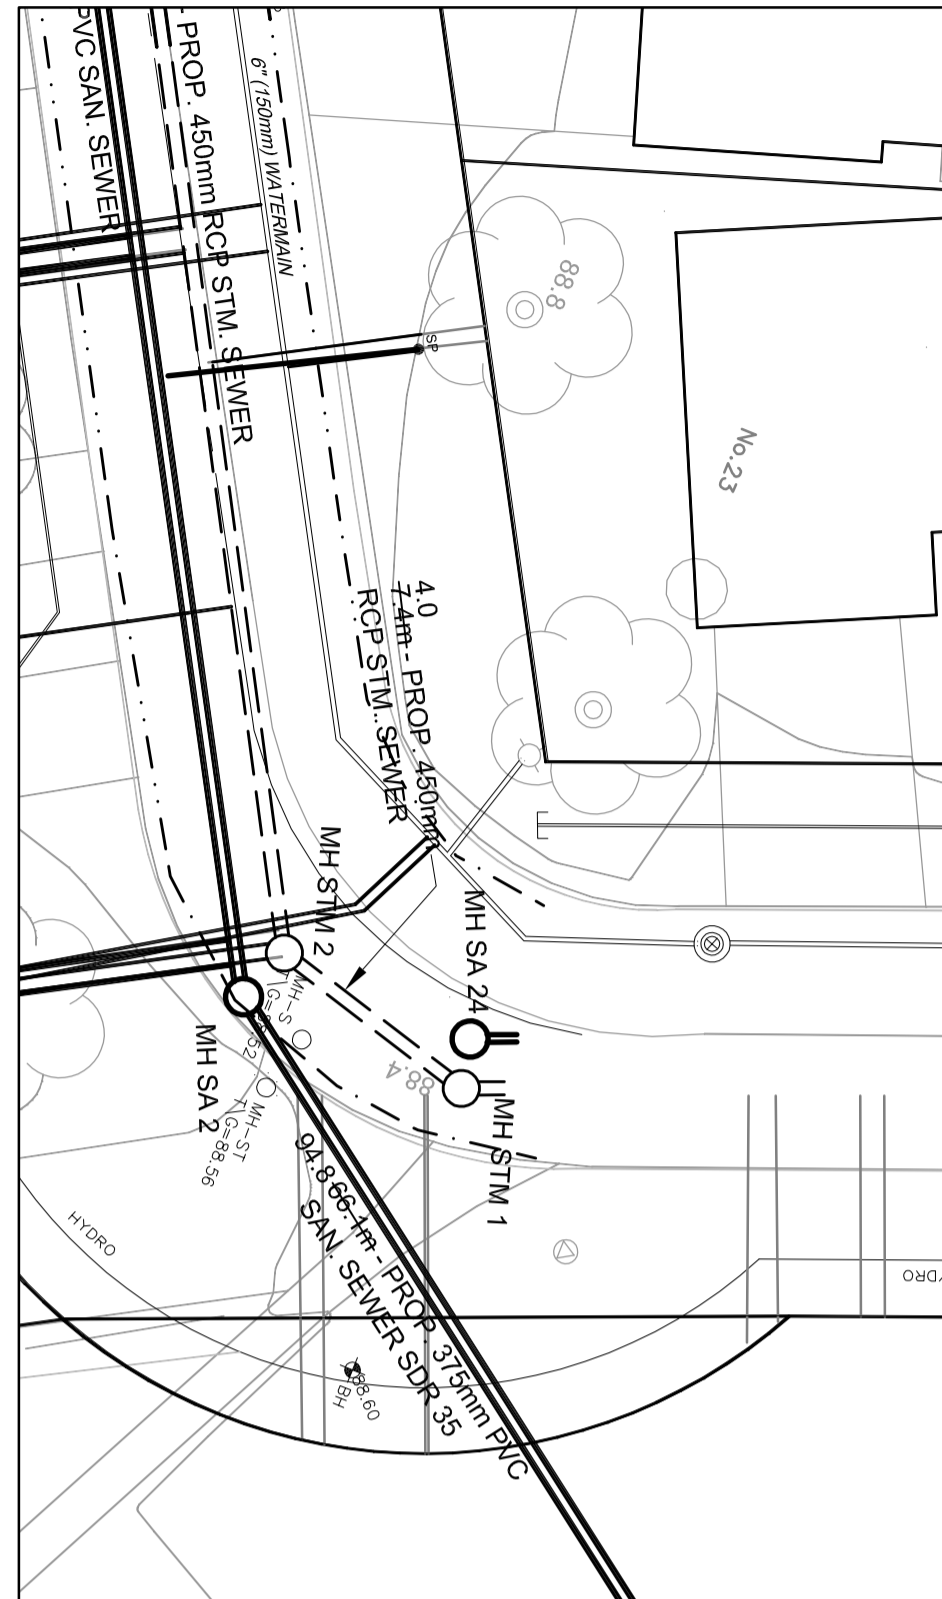 PVC SAN. SEWER
- PROP. 450mm RCP STM. SEWER
6" (150mm) WATERMAIN
88.8
SP
No.23
4.0
7.4m - PROP. 450mm
RCP STM. SEWER
MH STM 2
MH SA 24
MH-S
MH SA 2
88.4
MH-ST
T/G=88.56
MH STM 1
94.8 66.1m - PROP. 375mm PVC
SAN. SEWER SDR 35
HYDRO
88.60
BH